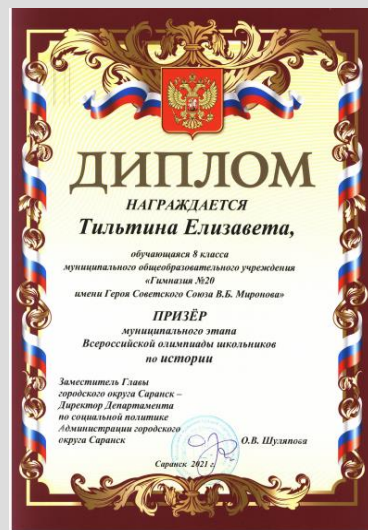 ДИПЛОМ
НАГРАЖДАЕТСЯ
Тильтина Елизавета,
обучающаяся 8 класса
муниципального общеобразовательного учреждения
«Гимназия №20
имени Героя Советского Союза В.Б. Миронова»
ПРИЗЁР
муниципального этапа
Всероссийской олимпиады школьников
по истории
Заместитель Главы
городского округа Саранск –
Директор Департамента
по социальной политике
Администрации городского
округа Саранск
О.В. Шуляпова
Саранск 2021 г.